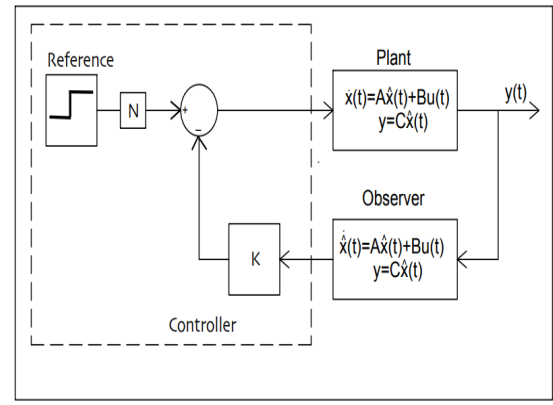 Reference
N
+
−
Plant
ẋ(t)=Ax̂(t)+Bu(t)
y=Cx̂(t)
y(t)
Observer
x̂̇(t)=Ax̂(t)+Bu(t)
y=Cx̂(t)
K
Controller